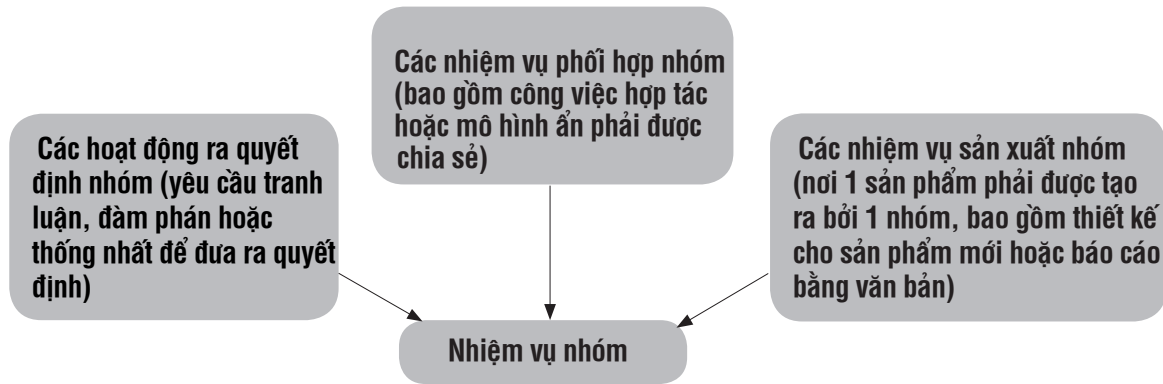 Các nhiệm vụ phối hợp nhóm
(bao gồm công việc hợp tác
hoặc mô hình ẩn phải được
chia sẻ)
Các hoạt động ra quyết
định nhóm (yêu cầu tranh
luận, đàm phán hoặc
thống nhất để đưa ra quyết
định)
Các nhiệm vụ sản xuất nhóm
(nơi 1 sản phẩm phải được tạo
ra bởi 1 nhóm, bao gồm thiết kế
cho sản phẩm mới hoặc báo cáo
bằng văn bản)
Nhiệm vụ nhóm